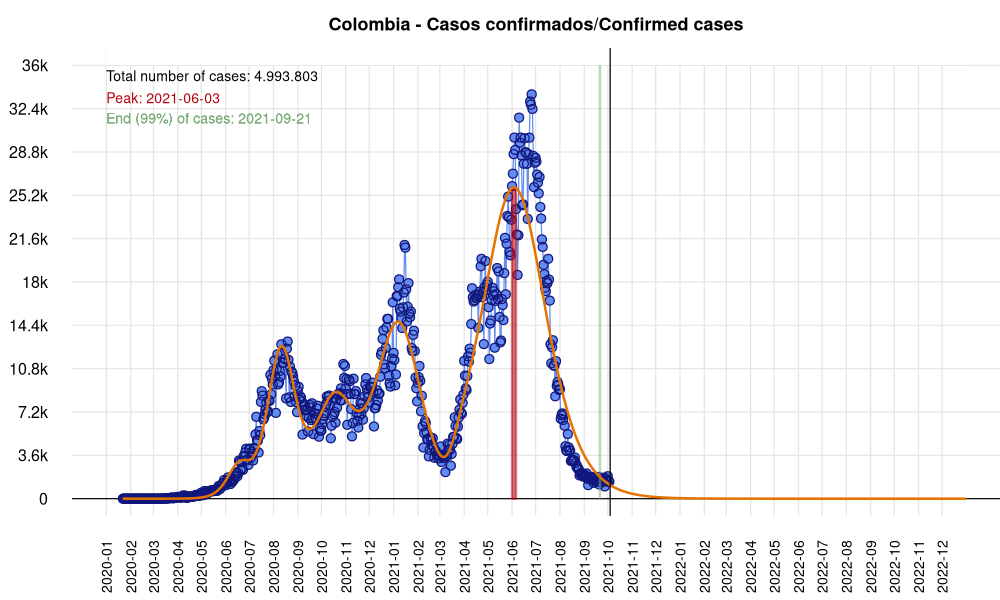 Colombia - Casos confirmados/Confirmed cases
36k
Total number of cases: 4.993.803
Peak: 2021-06-03
32.4k
End (99%) of cases: 2021-09-21
28.8k
25.2k
21.6k
18k
14.4k
10.8k
7.2k
3.6k
0
2020-01
2020-02
2020-03
2020-04
2020-05
2020-06
2020-07
2020-08
2020-09
2020-10
2020-11
2020-12
2021-01
2021-02
2021-03
2021-04
2021-05
2021-06
2021-07
2021-08
2021-09
2021-10
2021-11
2021-12
2022-01
2022-02
2022-03
2022-04
2022-05
2022-06
2022-07
2022-08
2022-09
2022-10
2022-11
2022-12